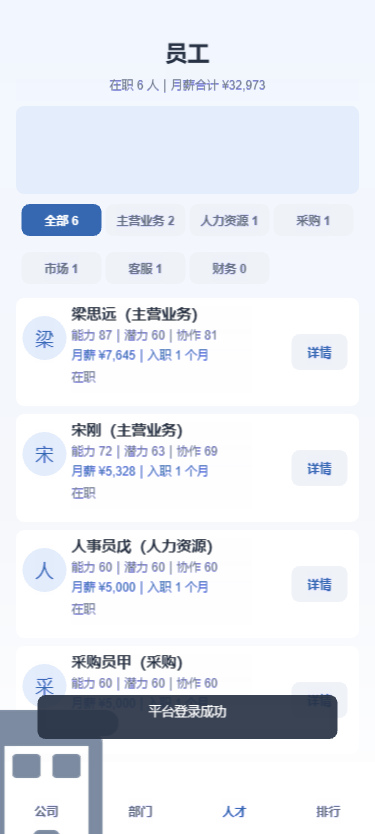 员工
在职 6 人 | 月薪合计 ¥32,973
全部 6
主营业务 2
人力资源 1
采购 1
市场 1
客服 1
财务 0
梁
梁思远（主营业务）
能力 87 | 潜力 60 | 协作 81
月薪 ¥7,645 | 入职 1 个月
在职
详情
宋
宋刚（主营业务）
能力 72 | 潜力 63 | 协作 69
月薪 ¥5,328 | 入职 1 个月
在职
详情
人
人事员戊（人力资源）
能力 60 | 潜力 60 | 协作 60
月薪 ¥5,000 | 入职 1 个月
在职
详情
采
采购员甲（采购）
能力 60 | 潜力 60 | 协作 60
平台登录成功
公司
部门
人才
排行